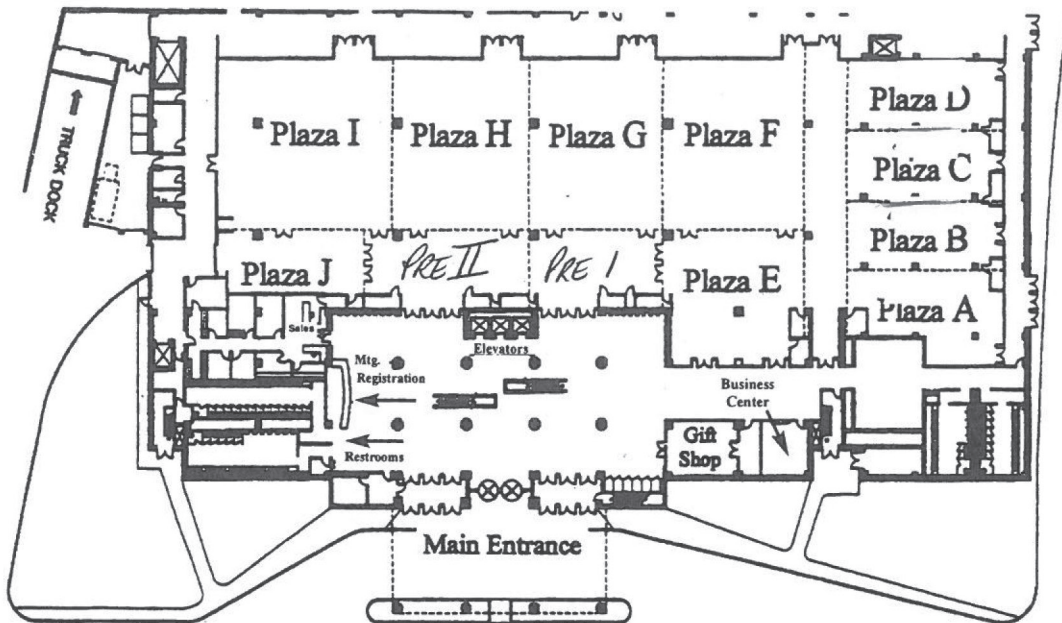 Plaza I
Plaza H
Plaza G
Plaza F
Plaza D
Plaza C
Plaza B
Plaza A
← TRUCK DOCK
Plaza J
PRE II
PRE I
Plaza E
Sales
Elevators
Mtg.
Registration
Restrooms
Business
Center
Gift
Shop
Main Entrance